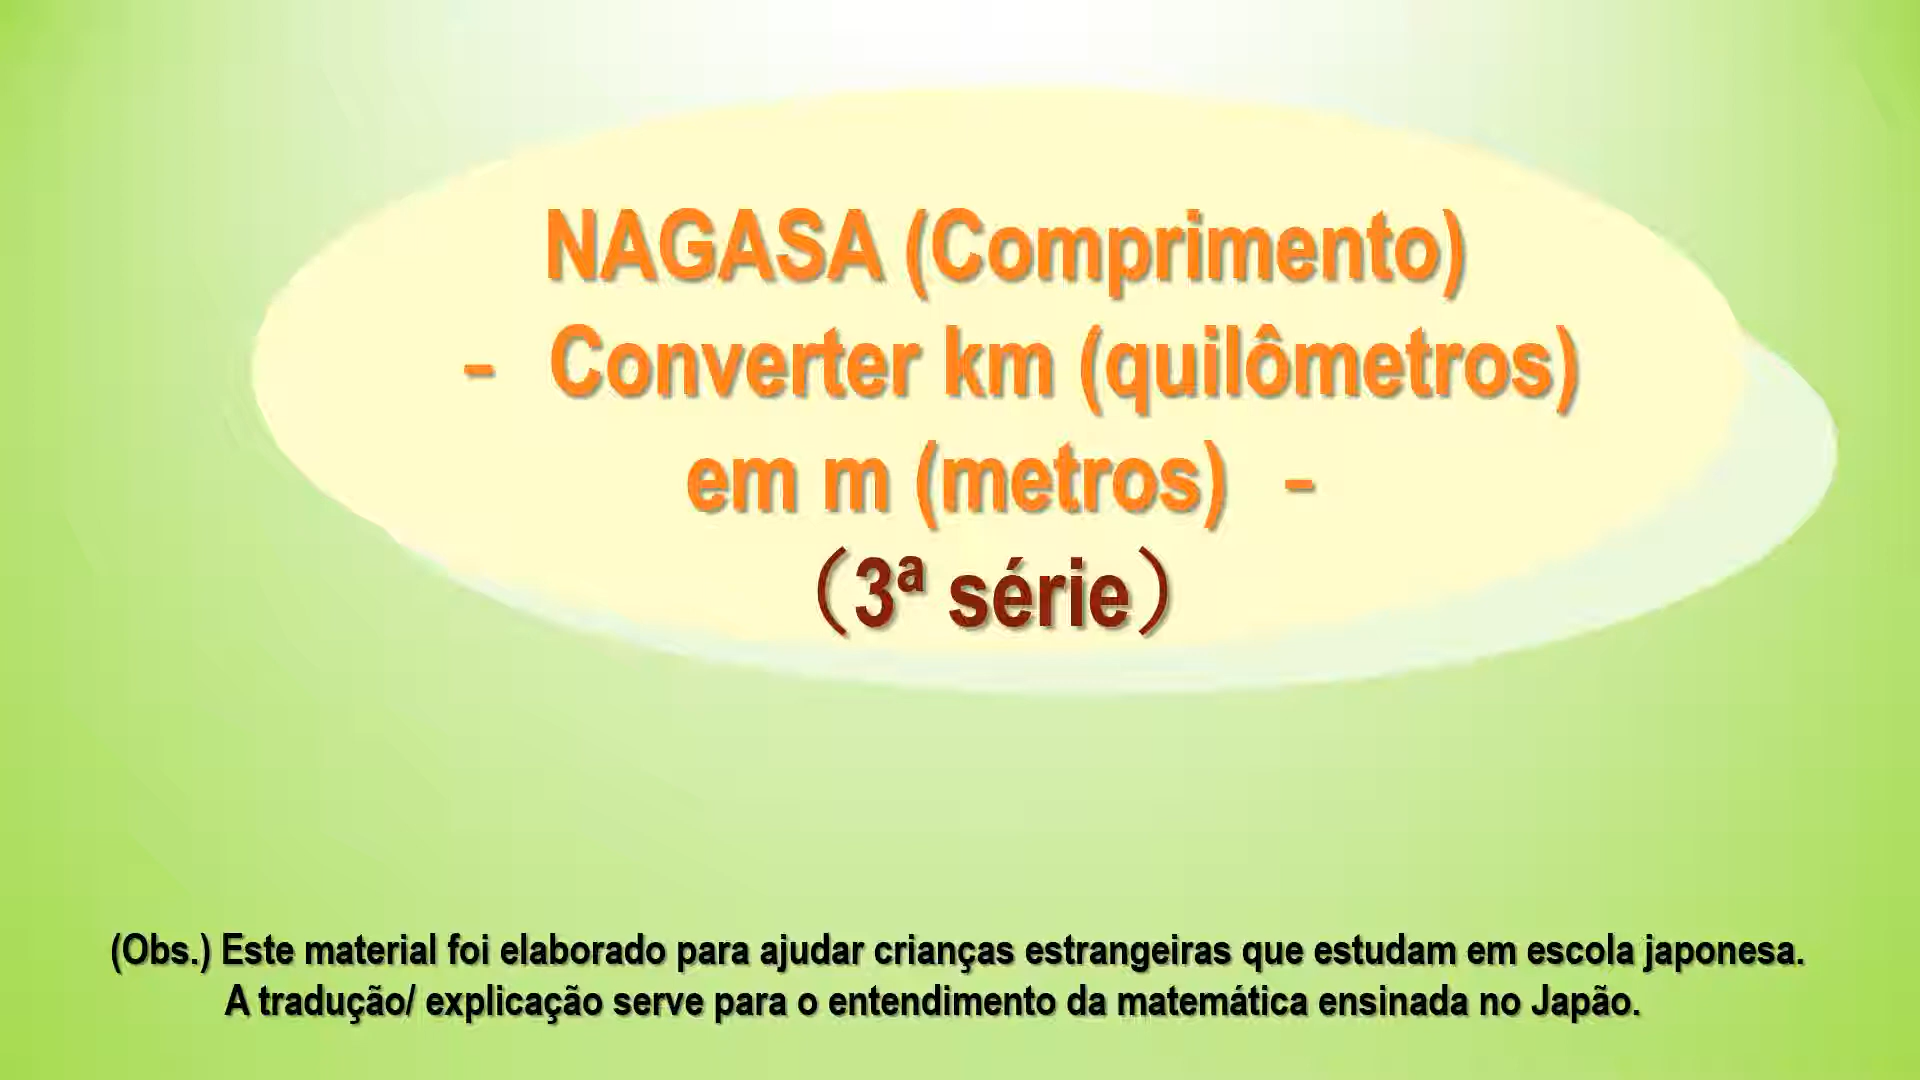 NAGASA (Comprimento)
- Converter km (quilômetros)
em m (metros) -
（3ª série）
(Obs.) Este material foi elaborado para ajudar crianças estrangeiras que estudam em escola japonesa.
A tradução/ explicação serve para o entendimento da matemática ensinada no Japão.